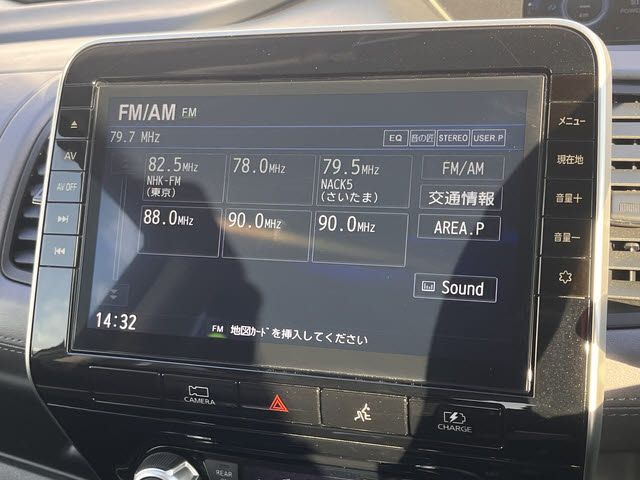 FM/AM FM
79.7 MHz
EQ 音の匠 STEREO USER.P
82.5MHz
NHK-FM
(東京)
78.0MHz
79.5MHz
NACK5
(さいたま)
FM/AM
交通情報
88.0MHz
90.0MHz
90.0MHz
AREA.P
Sound
14:32
FM 地図ｶｰﾄﾞを挿入してください
AV
AV OFF
メニュー
現在地
音量＋
音量－
CAMERA
CHARGE
REAR